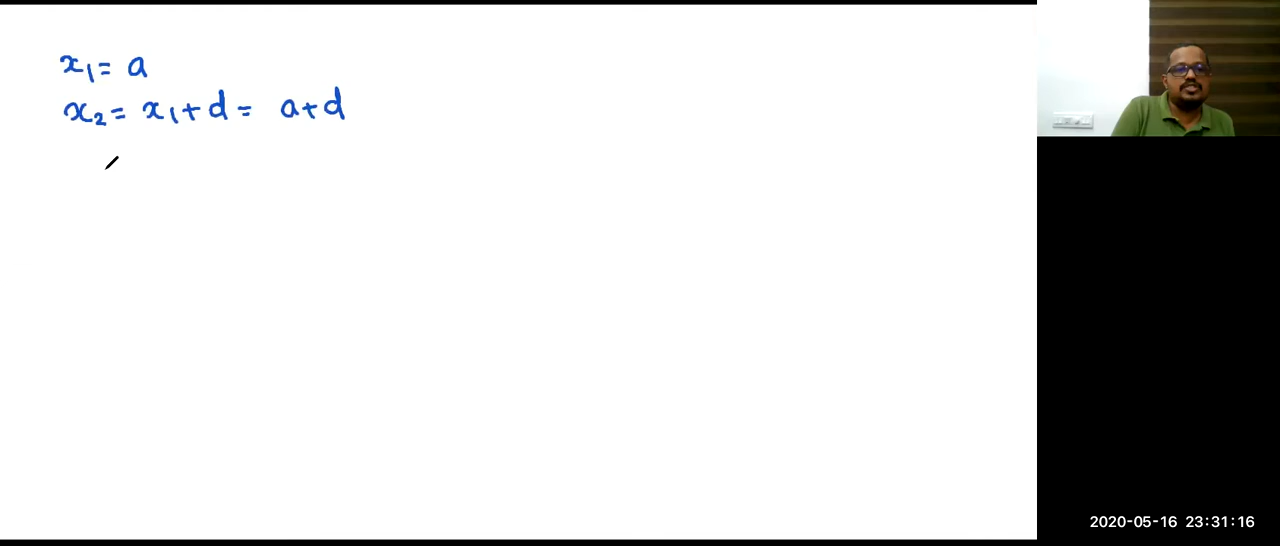 x₁ = a
x₂ = x₁ + d = a + d
2020-05-16 23:31:16